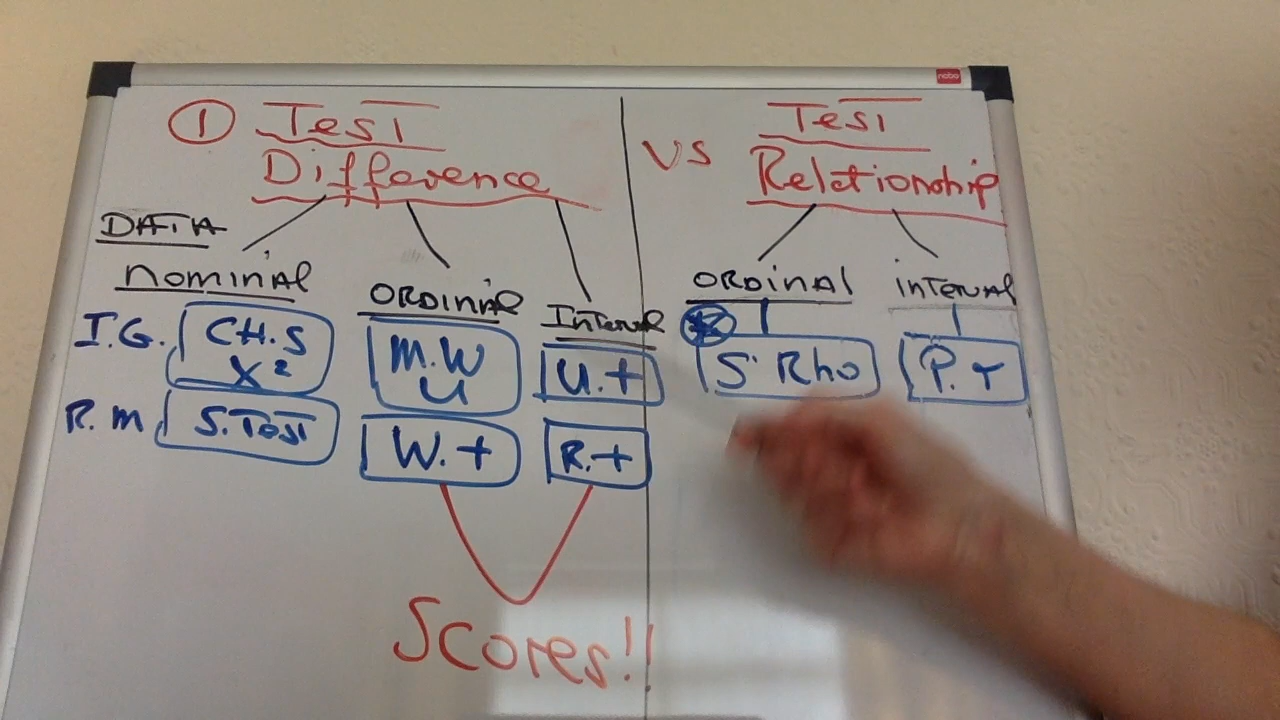 nobo
① Test
Difference
VS
Test
Relationship
DATA
Nominal
ORDINAL
Interval
ORDINAL
INTERVAL
I.G.
CH.S
X²
M.W
U
U.t
S. Rho
P. r
R.M
S.Test
W.t
R.t
Scores!!